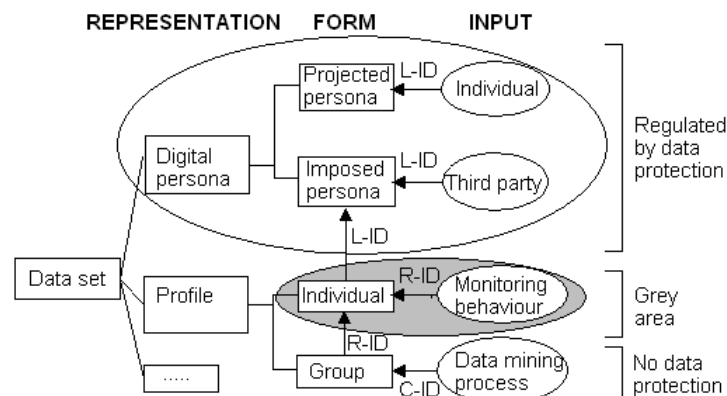 REPRESENTATION FORM INPUT
Projected
persona
L-ID
Individual
Regulated
by data
protection
Digital
persona
Imposed
persona
L-ID
Third party
L-ID
Data set
Profile
Individual
R-ID
Monitoring
behaviour
Grey
area
R-ID
.....
Group
C-ID
Data mining
process
No data
protection